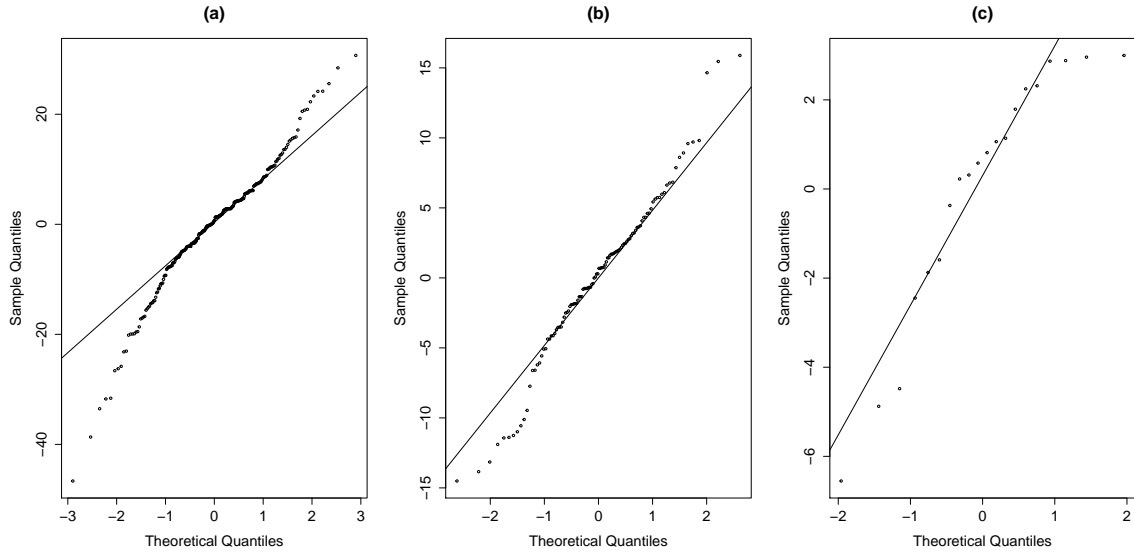 (a)
Sample Quantiles
20
0
−20
−40
−3 −2 −1 0 1 2 3
Theoretical Quantiles
(b)
Sample Quantiles
15
10
5
0
−5
−10
−15
−2 −1 0 1 2
Theoretical Quantiles
(c)
Sample Quantiles
2
0
−2
−4
−6
−2 −1 0 1 2
Theoretical Quantiles